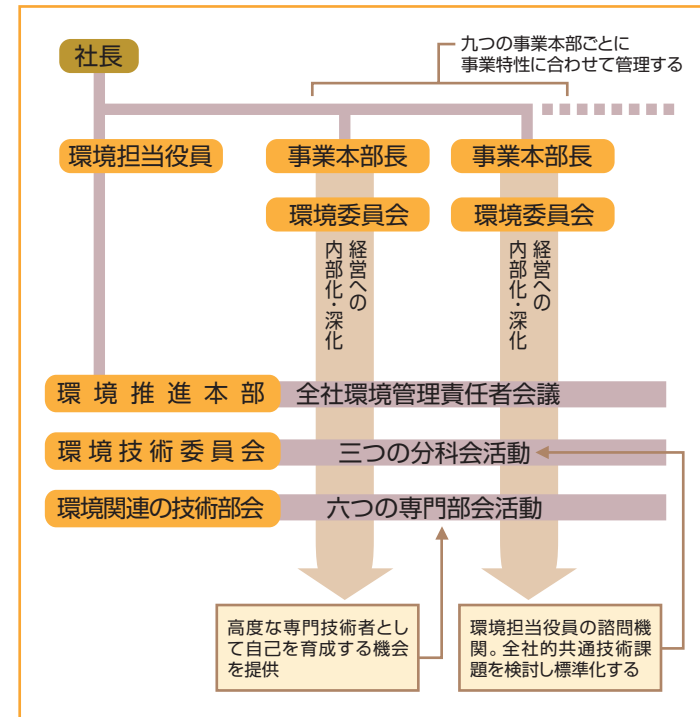 社長
九つの事業本部ごとに
事業特性に合わせて管理する
環境担当役員
事業本部長
事業本部長
環境委員会
環境委員会
経営への
内部化・深化
経営への
内部化・深化
環境推進本部
全社環境管理責任者会議
環境技術委員会
三つの分科会活動
環境関連の技術部会
六つの専門部会活動
高度な専門技術者とし
て自己を育成する機会
を提供
環境担当役員の諮問機
関。全社的共通技術課
題を検討し標準化する